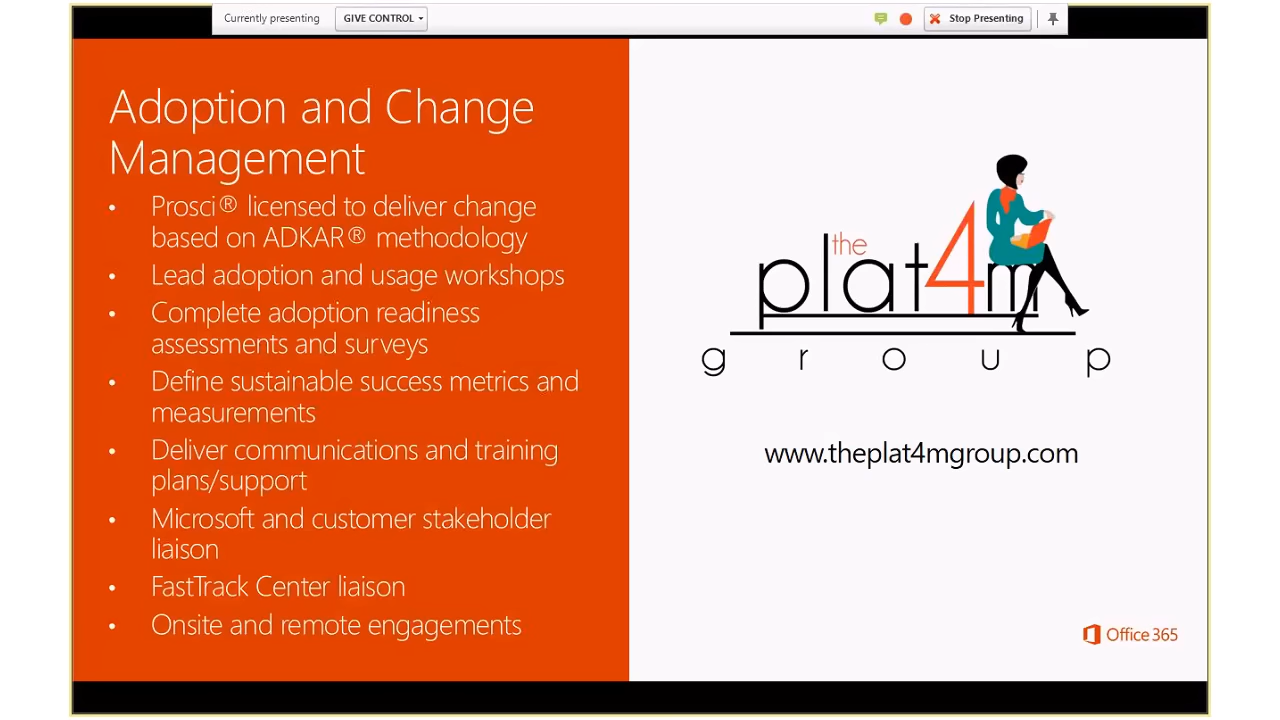 Currently presenting
GIVE CONTROL
Stop Presenting
Adoption and Change
Management
• Prosci® licensed to deliver change
based on ADKAR® methodology
• Lead adoption and usage workshops
• Complete adoption readiness
assessments and surveys
• Define sustainable success metrics and
measurements
• Deliver communications and training
plans/support
• Microsoft and customer stakeholder
liaison
• FastTrack Center liaison
• Onsite and remote engagements
the
plat4m
group
www.theplat4mgroup.com
Office 365